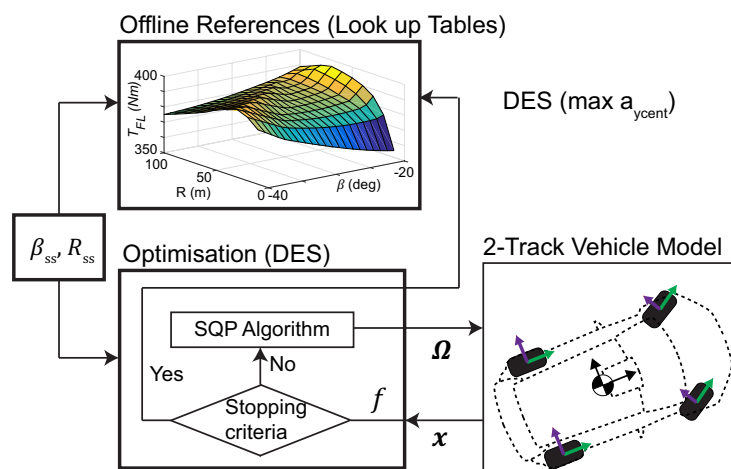 Offline References (Look up Tables)
400
T_FL (Nm)
350
100
R (m)
50
0
-40
β (deg)
-20
DES (max a_ycent)
β_ss, R_ss
Optimisation (DES)
2-Track Vehicle Model
SQP Algorithm
Ω
Yes
No
Stopping
criteria
f
x